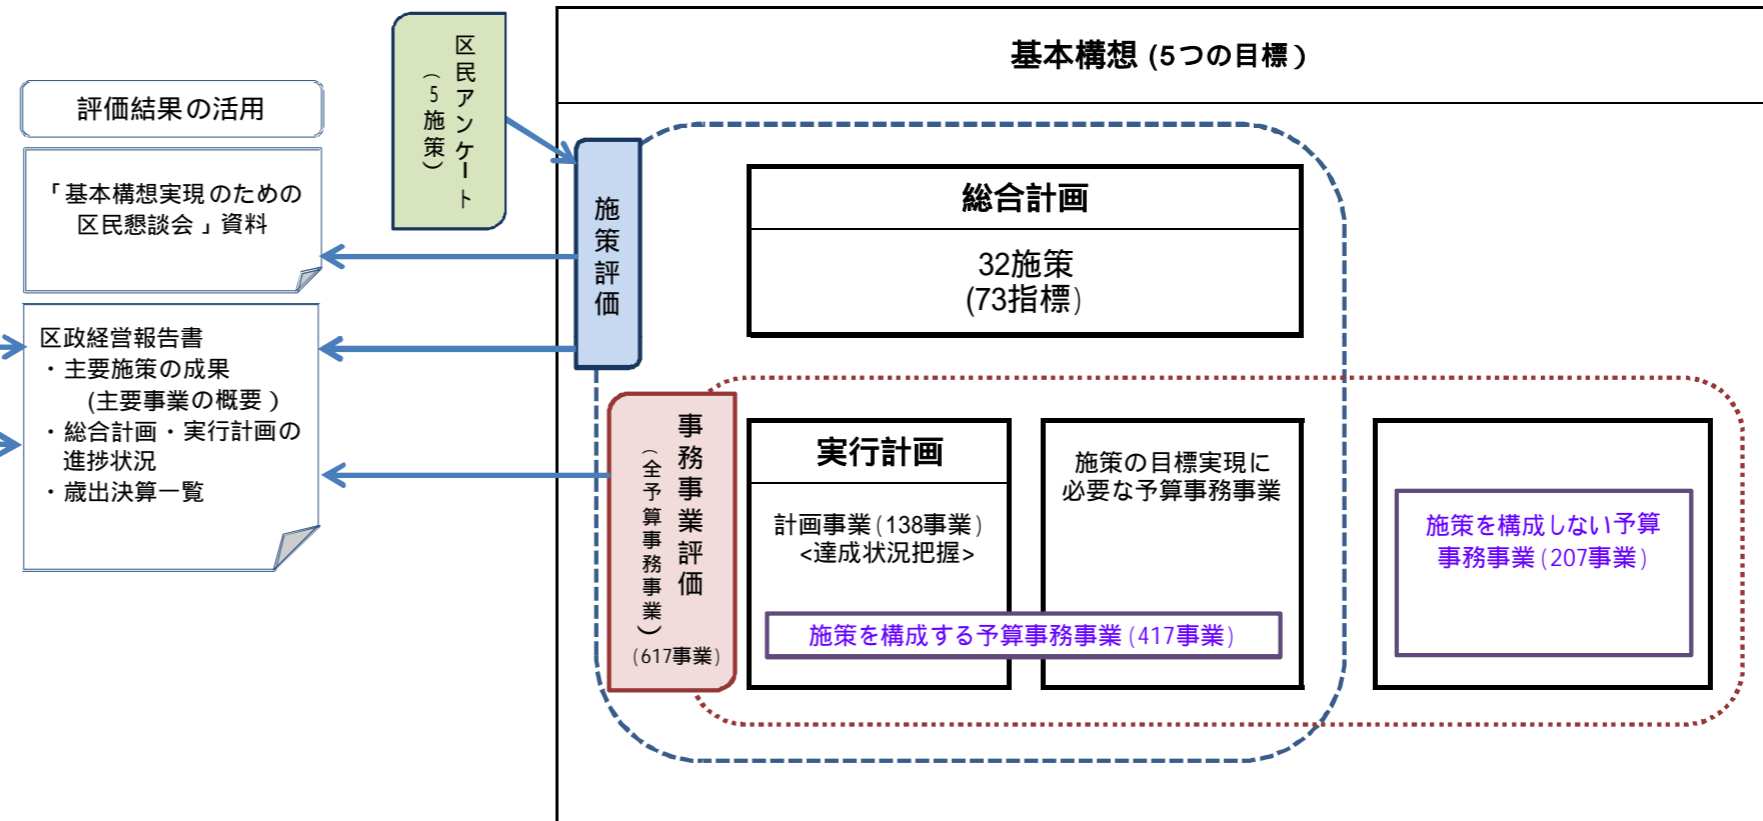 評価結果の活用
「基本構想実現のための
区民懇談会」資料
区政経営報告書
・主要施策の成果
(主要事業の概要)
・総合計画・実行計画の
進捗状況
・歳出決算一覧
区民アンケート
(5施策)
施策評価
事務事業評価
(全予算事務事業)
(617事業)
基本構想 (5つの目標)
総合計画
32施策
(73指標)
実行計画
計画事業(138事業)
<達成状況把握>
施策の目標実現に
必要な予算事務事業
施策を構成する予算事務事業(417事業)
施策を構成しない予算
事務事業(207事業)